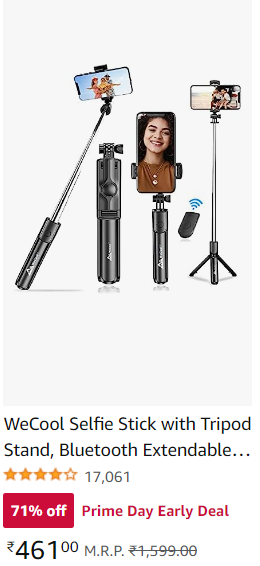 WeCool Selfie Stick with Tripod
Stand, Bluetooth Extendable...
17,061
71% off Prime Day Early Deal
₹461⁰⁰ M.R.P. ₹1,599.00